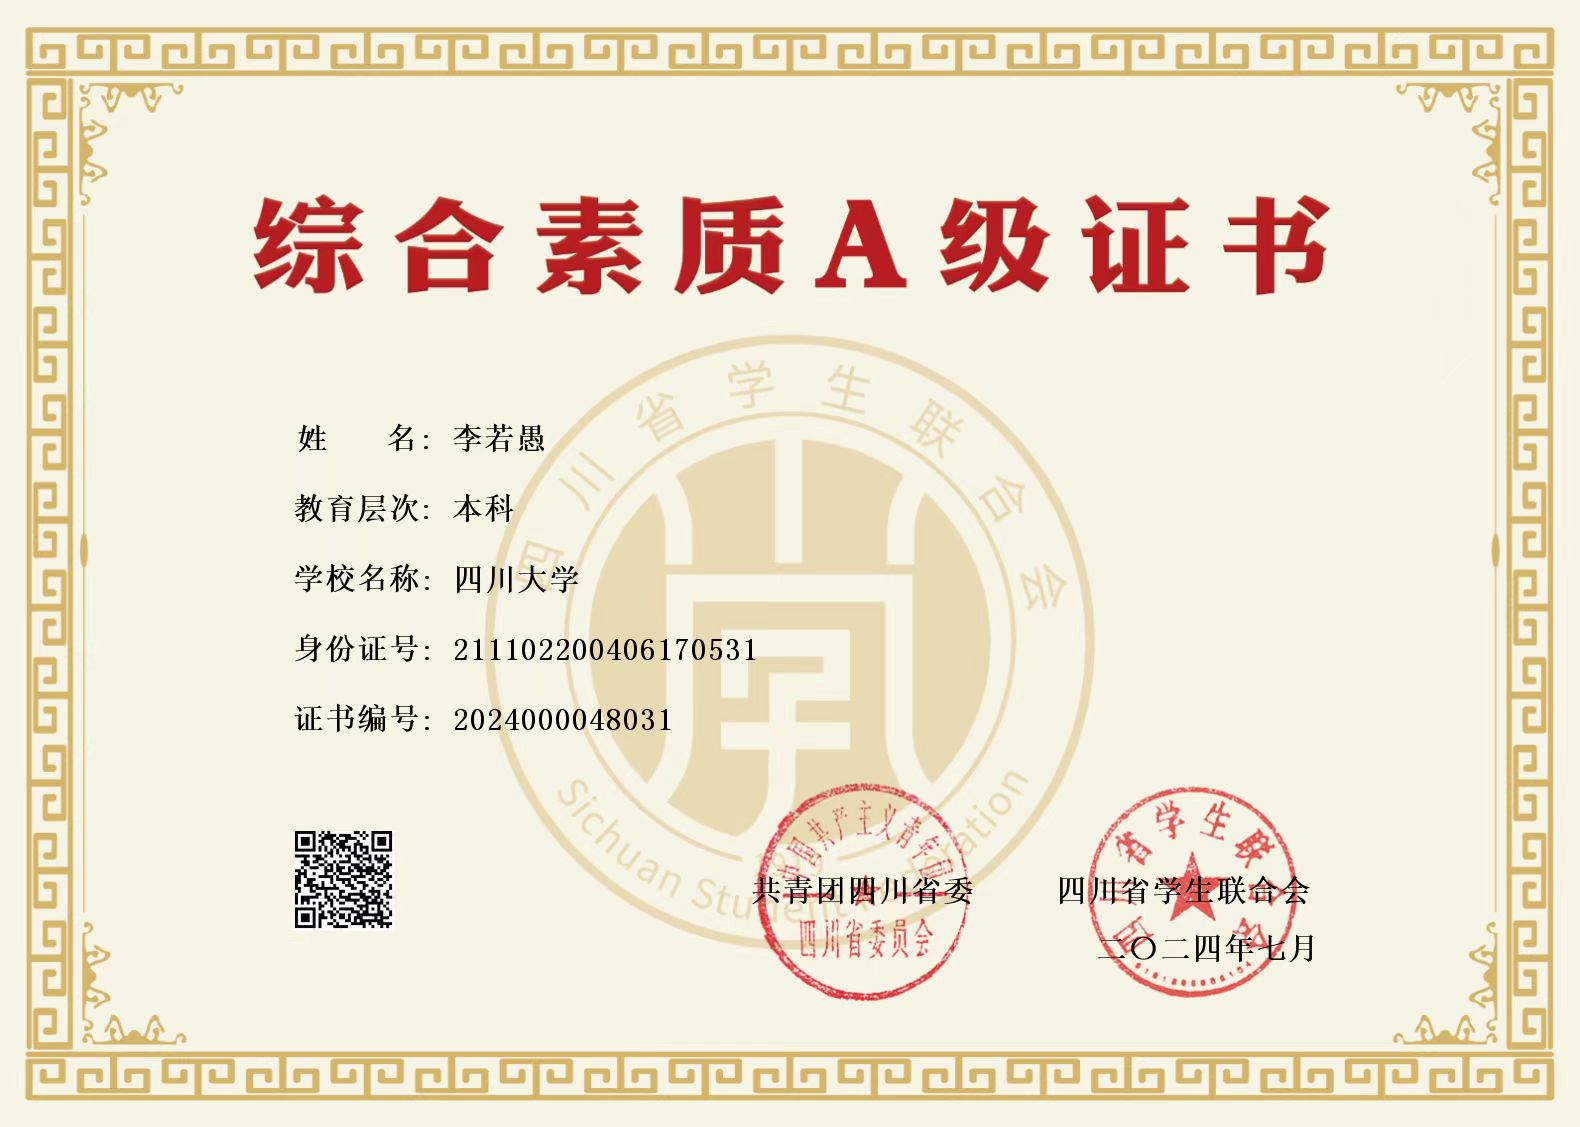 综合素质A级证书
四川省学生联合会
姓 名：李若愚
教育层次：本科
学校名称：四川大学
身份证号：211102200406170531
证书编号：2024000048031
Sichuan Student Federation
1919
中国共产主义青年团
四川省委员会
共青团四川省委
四川省学生联合会
四川省学生联合会
二〇二四年七月